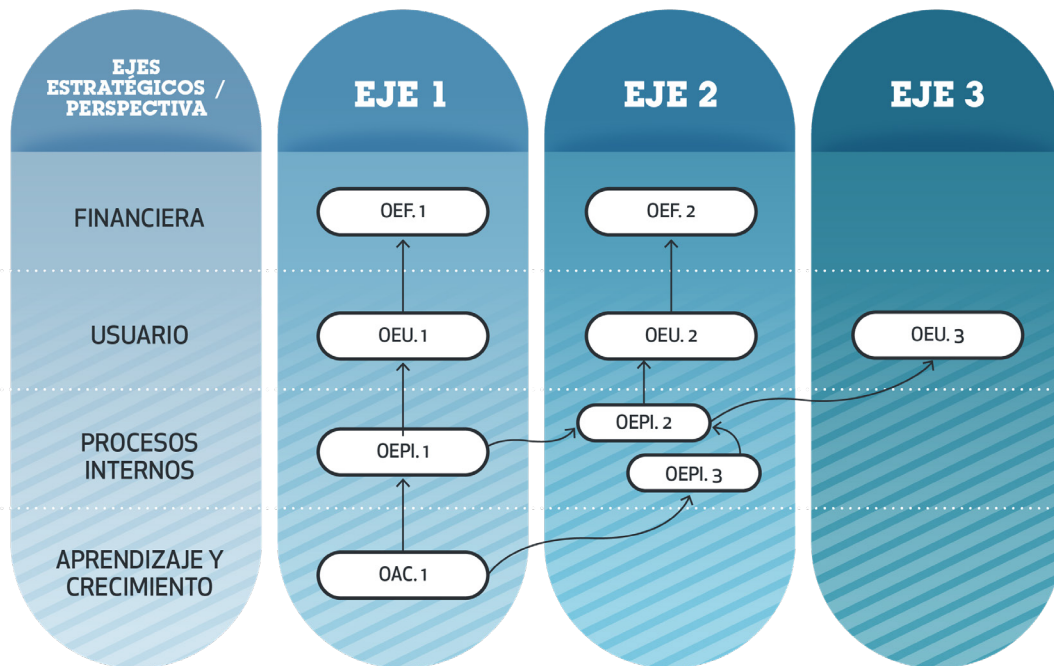 EJES
ESTRATÉGICOS /
PERSPECTIVA
EJE 1
EJE 2
EJE 3
FINANCIERA
OEF. 1
OEF. 2
USUARIO
OEU. 1
OEU. 2
OEU. 3
PROCESOS
INTERNOS
OEPI. 1
OEPI. 2
OEPI. 3
APRENDIZAJE Y
CRECIMIENTO
OAC. 1